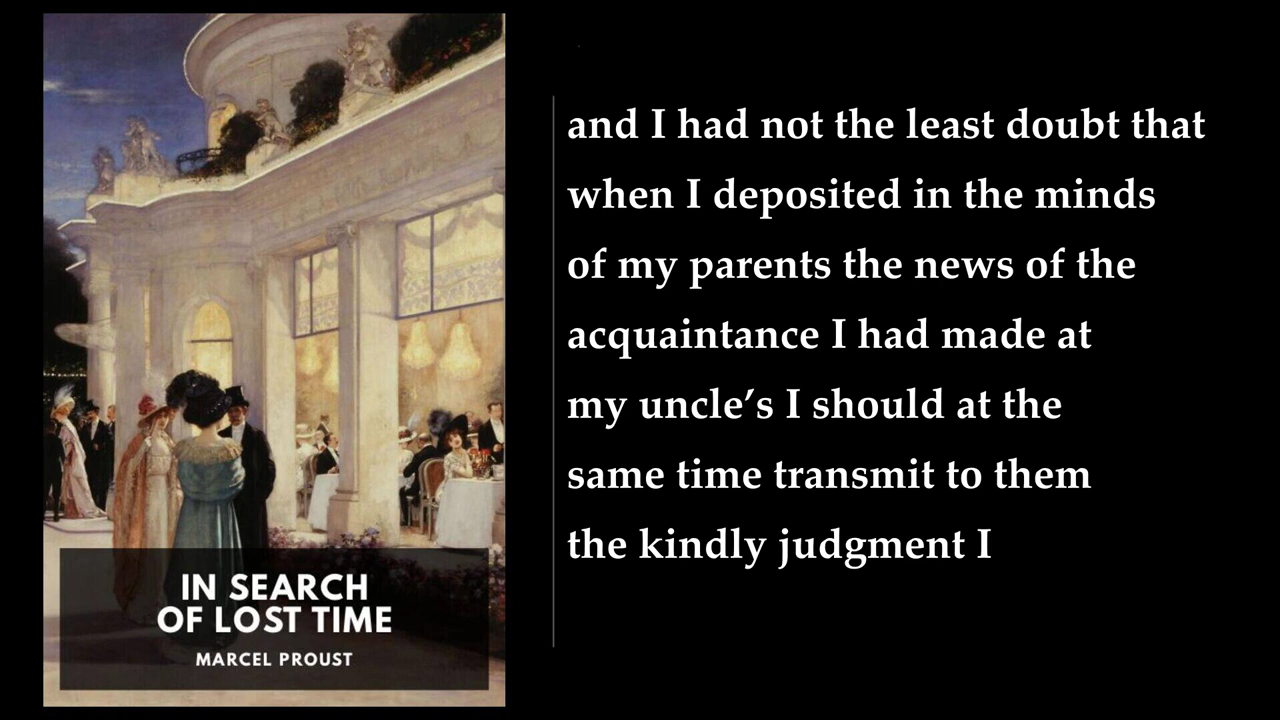 IN SEARCH
OF LOST TIME
MARCEL PROUST
and I had not the least doubt that
when I deposited in the minds
of my parents the news of the
acquaintance I had made at
my uncle’s I should at the
same time transmit to them
the kindly judgment I